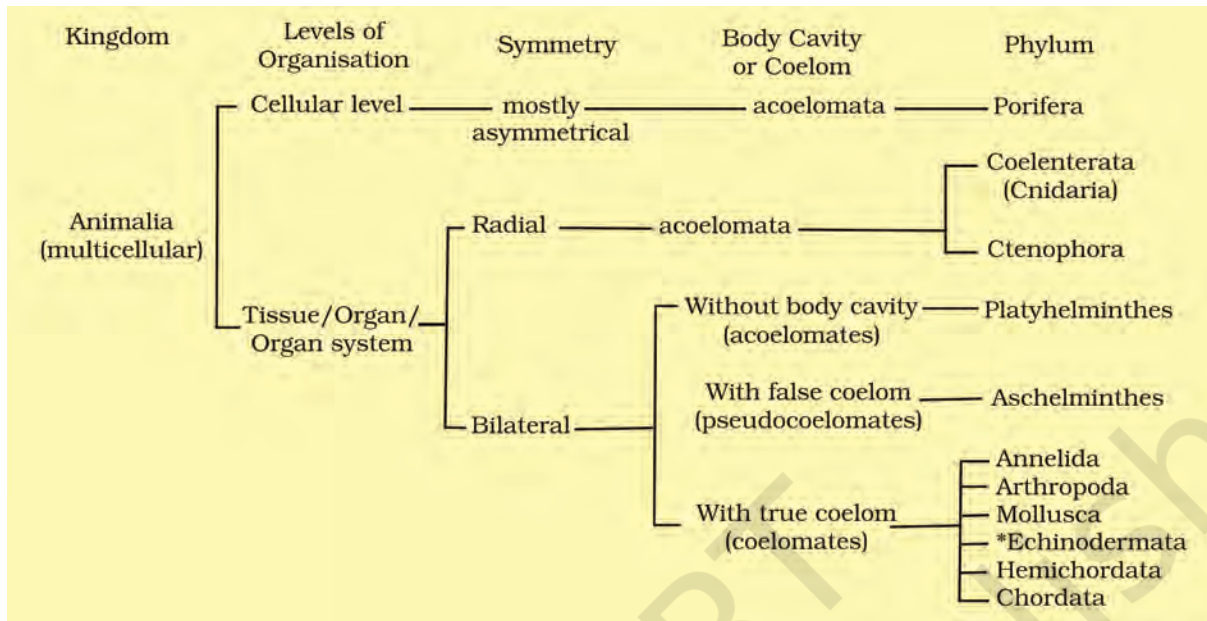 Kingdom
Levels of
Organisation
Symmetry
Body Cavity
or Coelom
Phylum
Cellular level
mostly
asymmetrical
acoelomata
Porifera
Animalia
(multicellular)
Radial
acoelomata
Coelenterata
(Cnidaria)
Ctenophora
Tissue/Organ/
Organ system
Bilateral
Without body cavity
(acoelomates)
Platyhelminthes
With false coelom
(pseudocoelomates)
Aschelminthes
With true coelom
(coelomates)
Annelida
Arthropoda
Mollusca
*Echinodermata
Hemichordata
Chordata